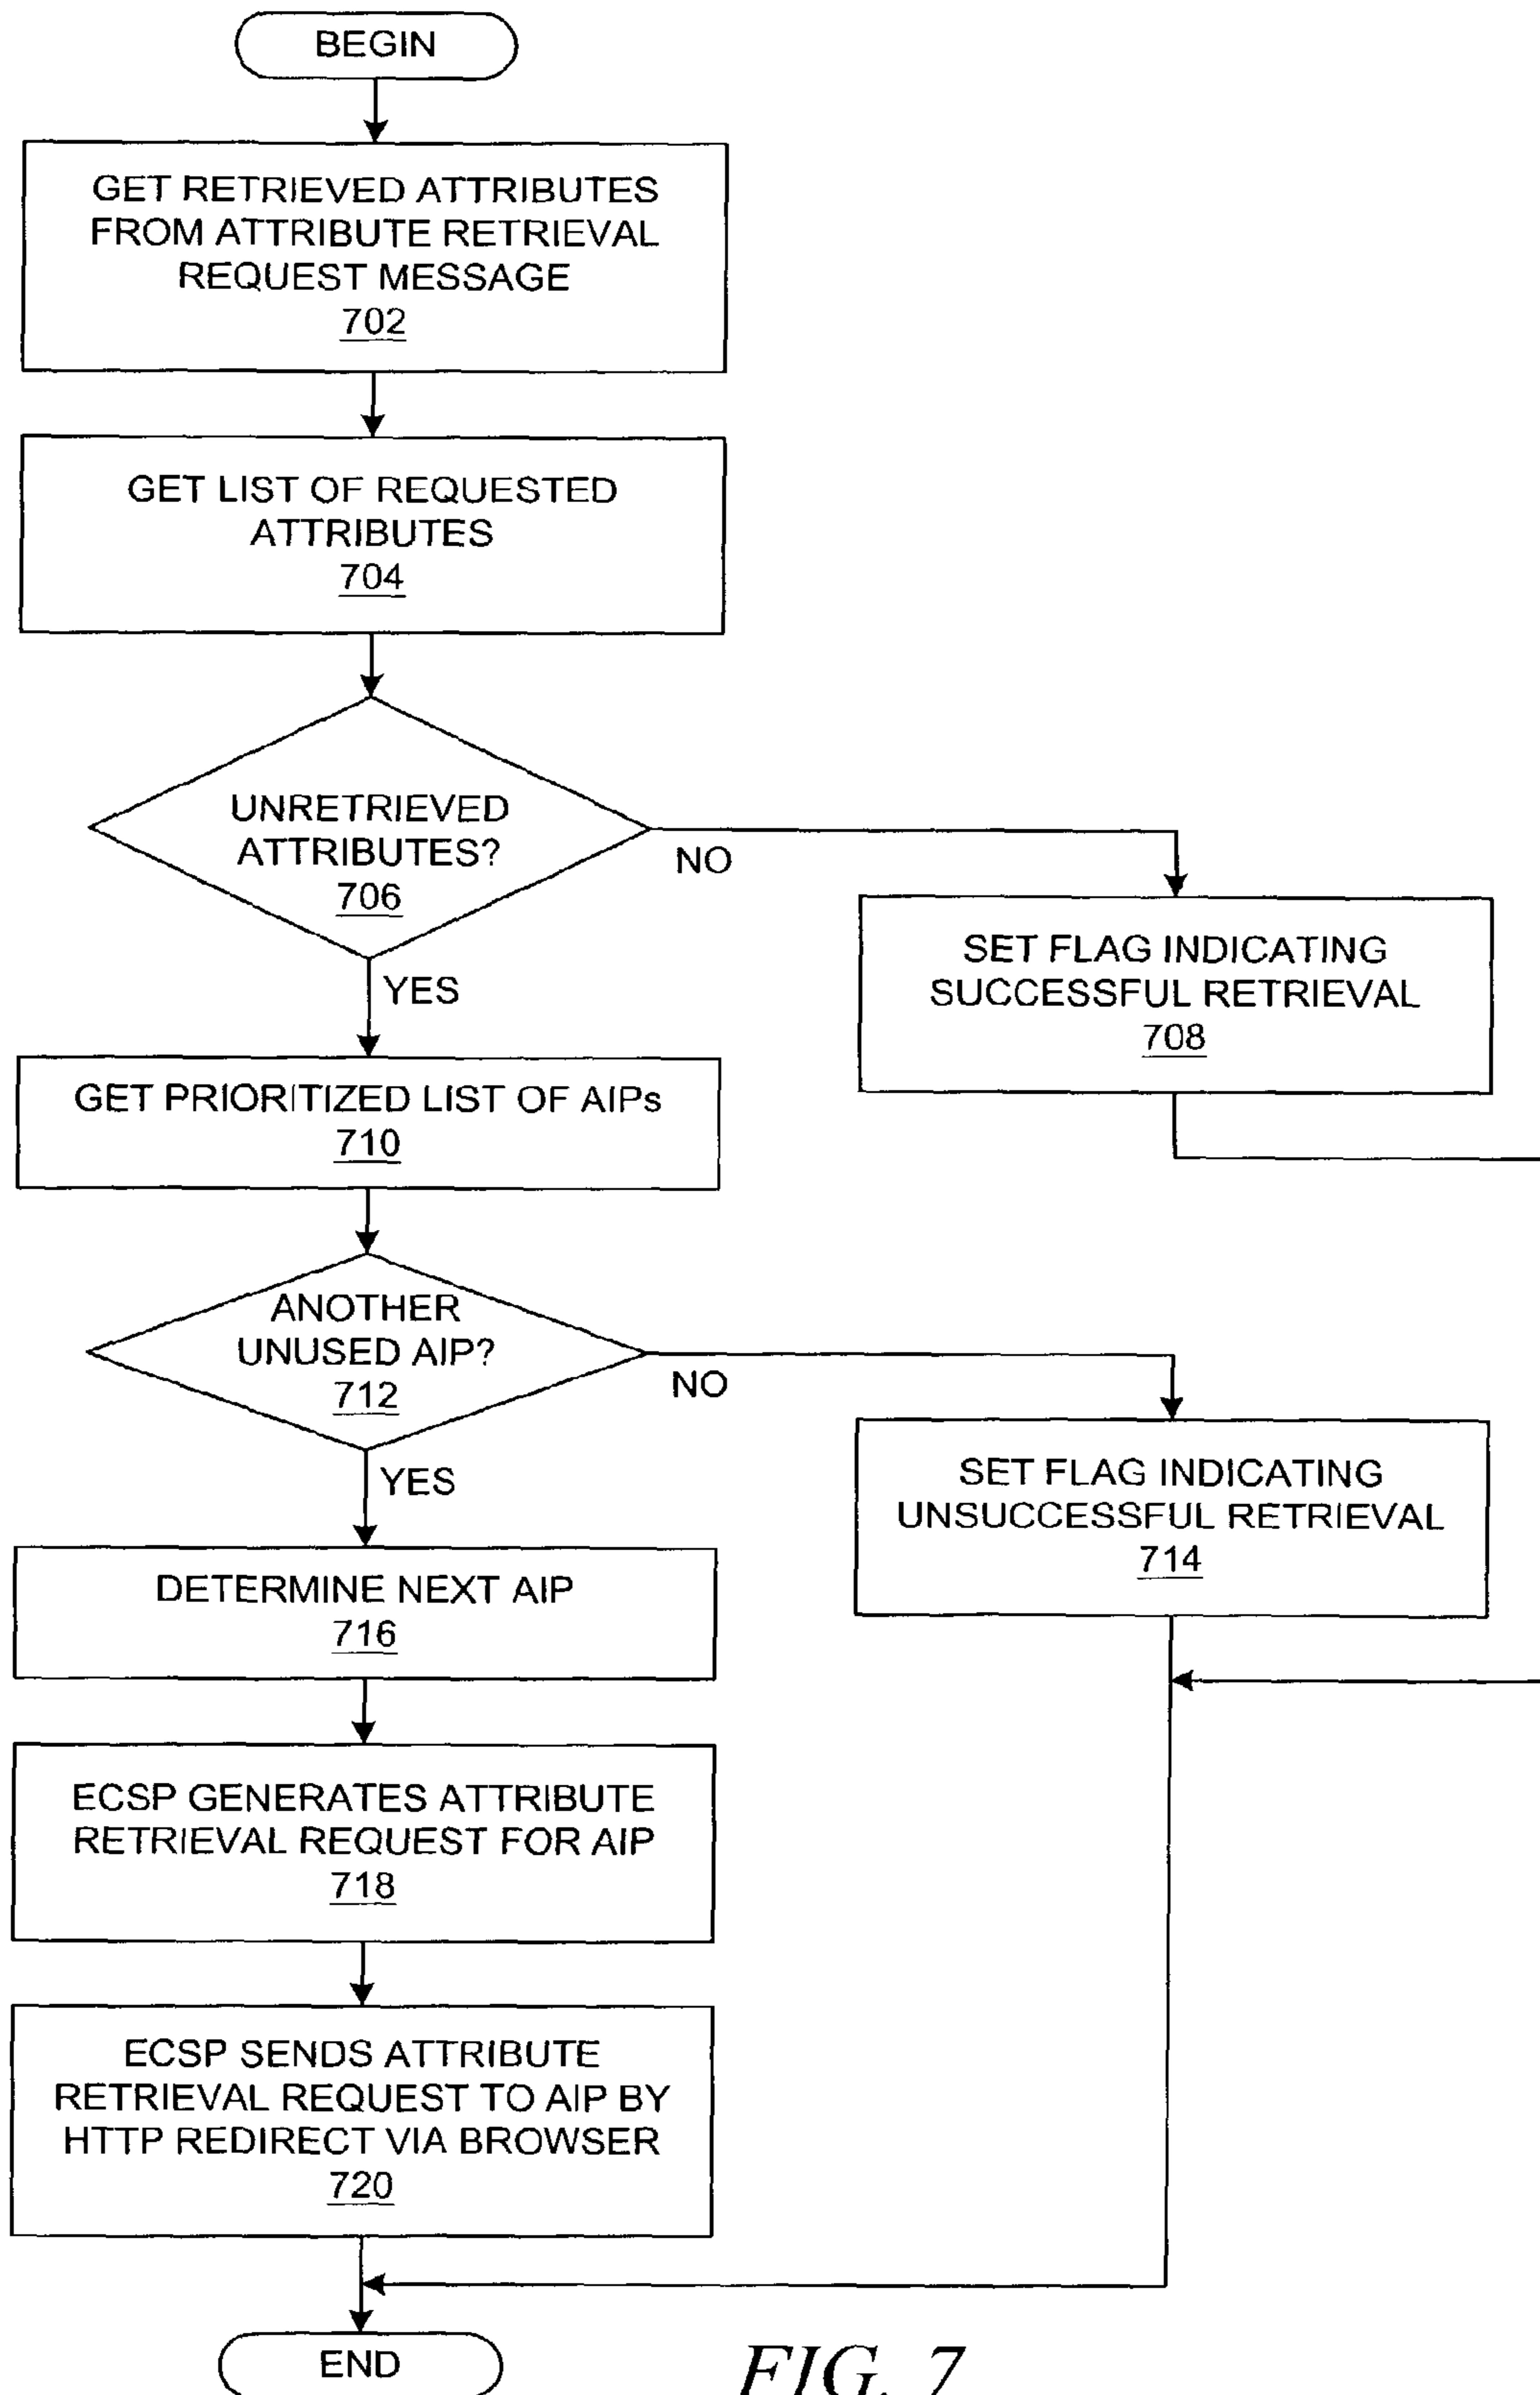 BEGIN
GET RETRIEVED ATTRIBUTES
FROM ATTRIBUTE RETRIEVAL
REQUEST MESSAGE
702
GET LIST OF REQUESTED
ATTRIBUTES
704
UNRETRIEVED
ATTRIBUTES?
706
NO
YES
SET FLAG INDICATING
SUCCESSFUL RETRIEVAL
708
GET PRIORITIZED LIST OF AIPs
710
ANOTHER
UNUSED AIP?
712
NO
YES
SET FLAG INDICATING
UNSUCCESSFUL RETRIEVAL
714
DETERMINE NEXT AIP
716
ECSP GENERATES ATTRIBUTE
RETRIEVAL REQUEST FOR AIP
718
ECSP SENDS ATTRIBUTE
RETRIEVAL REQUEST TO AIP BY
HTTP REDIRECT VIA BROWSER
720
END
FIG. 7